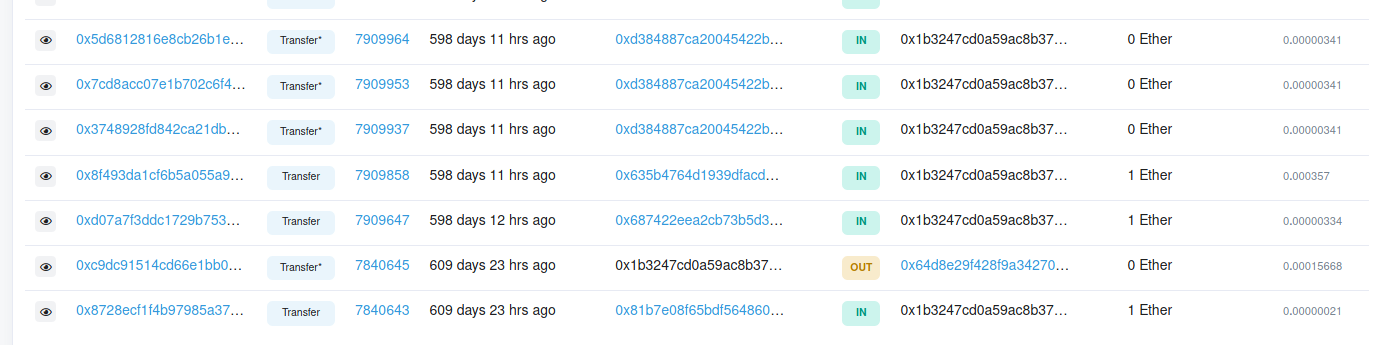 0x5d6812816e8cb26b1e... Transfer* 7909964 598 days 11 hrs ago 0xd384887ca20045422b... IN 0x1b3247cd0a59ac8b37... 0 Ether 0.00000341
0x7cd8acc07e1b702c6f4... Transfer* 7909953 598 days 11 hrs ago 0xd384887ca20045422b... IN 0x1b3247cd0a59ac8b37... 0 Ether 0.00000341
0x3748928fd842ca21db... Transfer* 7909937 598 days 11 hrs ago 0xd384887ca20045422b... IN 0x1b3247cd0a59ac8b37... 0 Ether 0.00000341
0x8f493da1cf6b5a055a9... Transfer 7909858 598 days 11 hrs ago 0x635b4764d1939dfacd... IN 0x1b3247cd0a59ac8b37... 1 Ether 0.000357
0xd07a7f3ddc1729b753... Transfer 7909647 598 days 12 hrs ago 0x687422eea2cb73b5d3... IN 0x1b3247cd0a59ac8b37... 1 Ether 0.00000334
0xc9dc91514cd66e1bb0... Transfer* 7840645 609 days 23 hrs ago 0x1b3247cd0a59ac8b37... OUT 0x64d8e29f428f9a34270... 0 Ether 0.00015668
0x8728ecf1f4b97985a37... Transfer 7840643 609 days 23 hrs ago 0x81b7e08f65bdf564860... IN 0x1b3247cd0a59ac8b37... 1 Ether 0.00000021